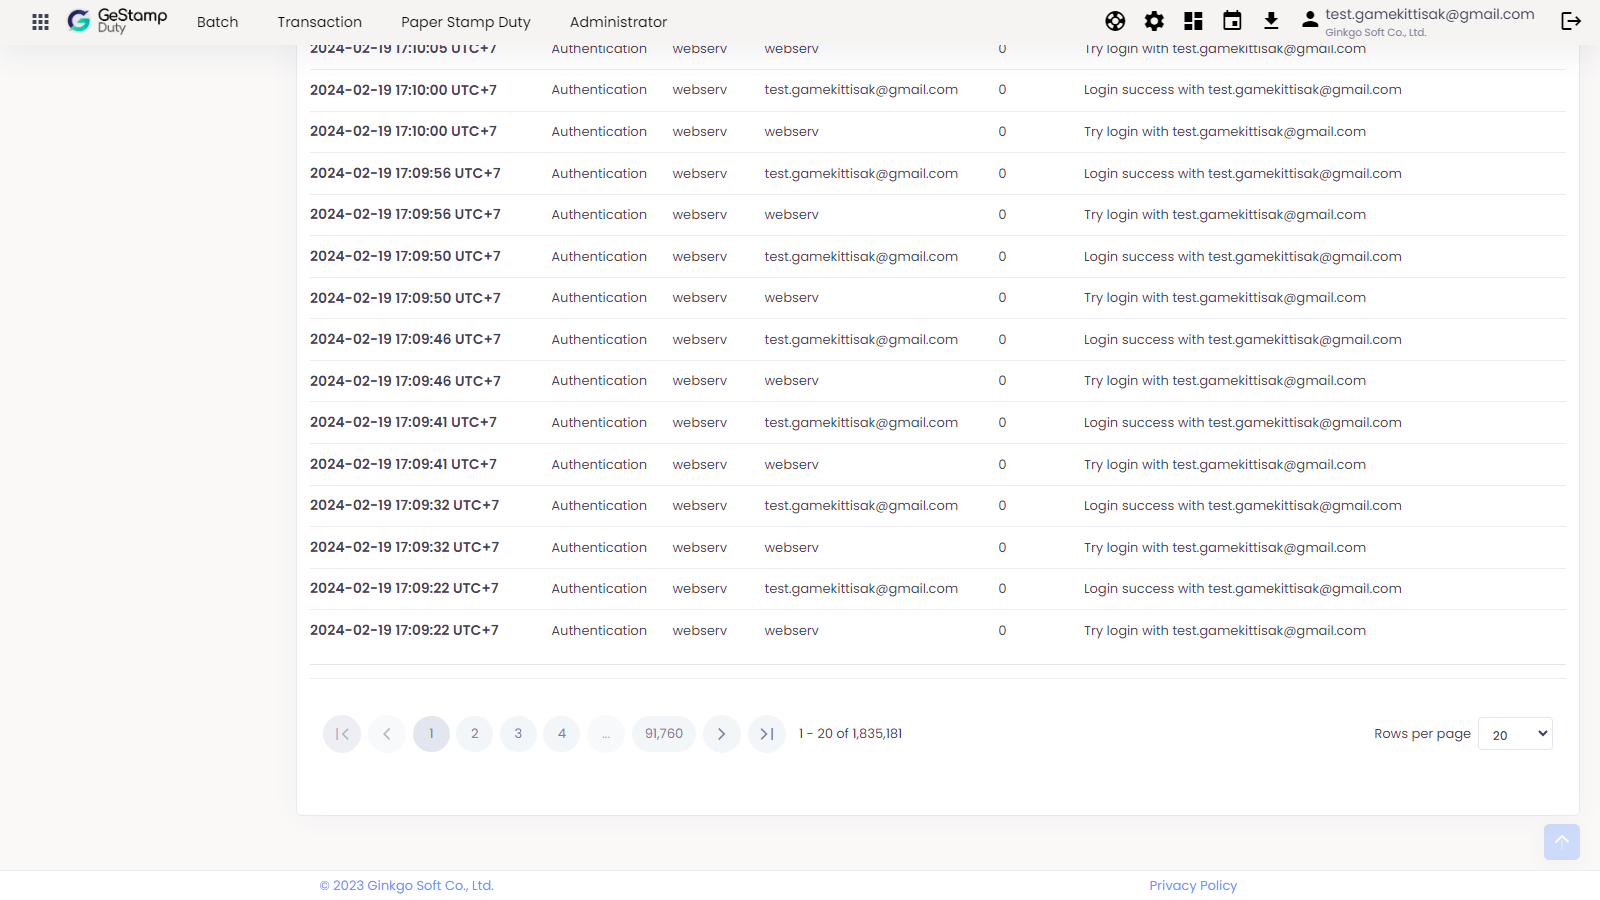 GeStamp Duty Batch Transaction Paper Stamp Duty Administrator test.gamekittisak@gmail.com
Ginkgo Soft Co., Ltd.
2024-02-19 17:10:05 UTC+7 Authentication webserv webserv 0 Try login with test.gamekittisak@gmail.com
2024-02-19 17:10:00 UTC+7 Authentication webserv test.gamekittisak@gmail.com 0 Login success with test.gamekittisak@gmail.com
2024-02-19 17:10:00 UTC+7 Authentication webserv webserv 0 Try login with test.gamekittisak@gmail.com
2024-02-19 17:09:56 UTC+7 Authentication webserv test.gamekittisak@gmail.com 0 Login success with test.gamekittisak@gmail.com
2024-02-19 17:09:56 UTC+7 Authentication webserv webserv 0 Try login with test.gamekittisak@gmail.com
2024-02-19 17:09:50 UTC+7 Authentication webserv test.gamekittisak@gmail.com 0 Login success with test.gamekittisak@gmail.com
2024-02-19 17:09:50 UTC+7 Authentication webserv webserv 0 Try login with test.gamekittisak@gmail.com
2024-02-19 17:09:46 UTC+7 Authentication webserv test.gamekittisak@gmail.com 0 Login success with test.gamekittisak@gmail.com
2024-02-19 17:09:46 UTC+7 Authentication webserv webserv 0 Try login with test.gamekittisak@gmail.com
2024-02-19 17:09:41 UTC+7 Authentication webserv test.gamekittisak@gmail.com 0 Login success with test.gamekittisak@gmail.com
2024-02-19 17:09:41 UTC+7 Authentication webserv webserv 0 Try login with test.gamekittisak@gmail.com
2024-02-19 17:09:32 UTC+7 Authentication webserv test.gamekittisak@gmail.com 0 Login success with test.gamekittisak@gmail.com
2024-02-19 17:09:32 UTC+7 Authentication webserv webserv 0 Try login with test.gamekittisak@gmail.com
2024-02-19 17:09:22 UTC+7 Authentication webserv test.gamekittisak@gmail.com 0 Login success with test.gamekittisak@gmail.com
2024-02-19 17:09:22 UTC+7 Authentication webserv webserv 0 Try login with test.gamekittisak@gmail.com
1 2 3 4 ... 91,760 1 - 20 of 1,835,181 Rows per page 20
© 2023 Ginkgo Soft Co., Ltd. Privacy Policy